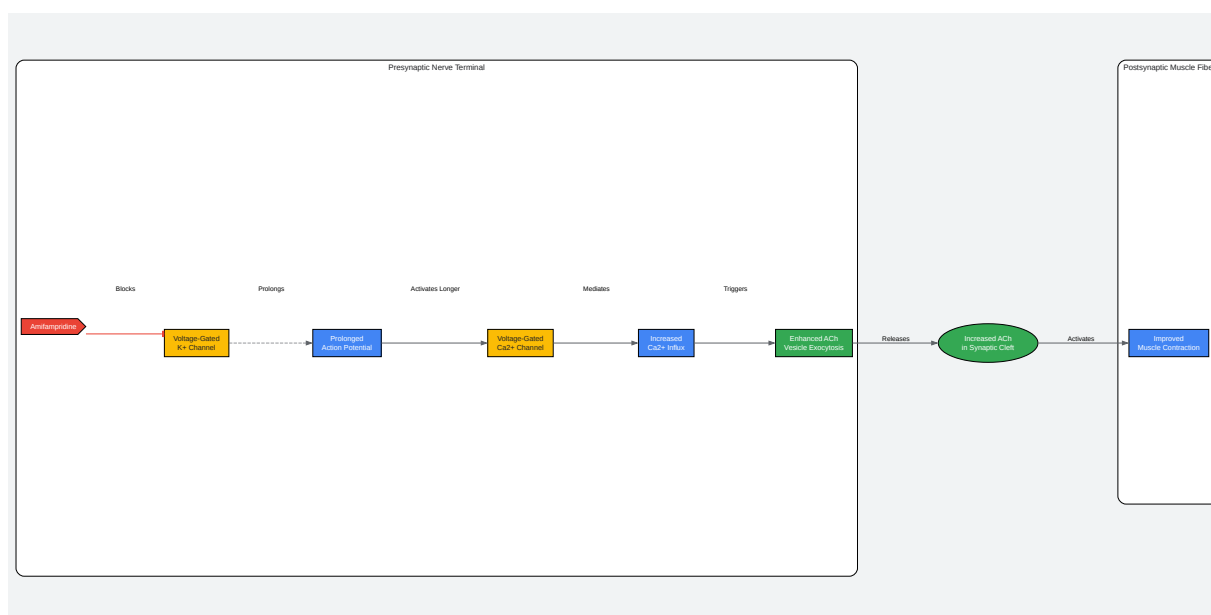 Presynaptic Nerve Terminal
Postsynaptic Muscle Fibe
Blocks
Prolongs
Activates Longer
Mediates
Triggers
Amifampridine
Voltage-Gated
K+ Channel
Prolonged
Action Potential
Voltage-Gated
Ca2+ Channel
Increased
Ca2+ Influx
Enhanced ACh
Vesicle Exocytosis
Releases
Increased ACh
in Synaptic Cleft
Activates
Improved
Muscle Contraction